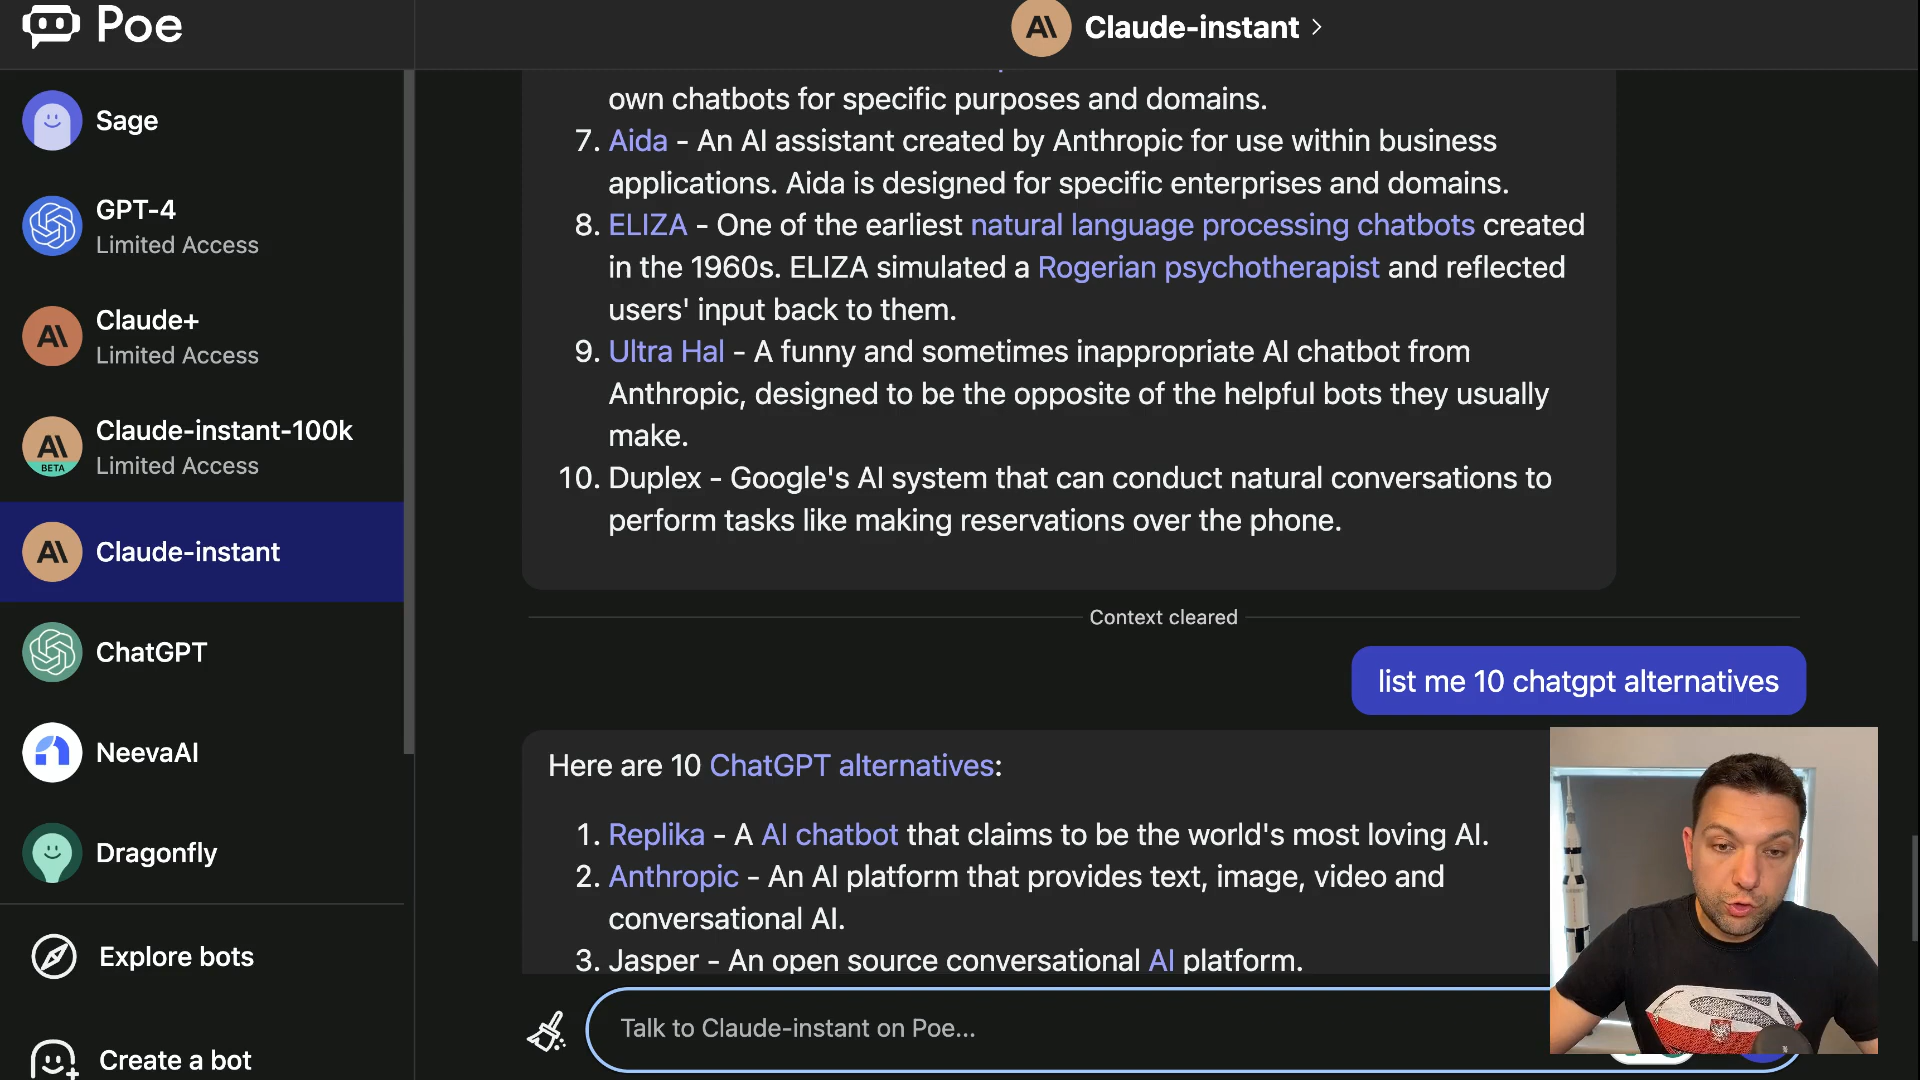 Poe
Claude-instant
Sage
GPT-4
Limited Access
Claude+
Limited Access
Claude-instant-100k
Limited Access
BETA
Claude-instant
ChatGPT
NeevaAI
Dragonfly
Explore bots
Create a bot
own chatbots for specific purposes and domains.
7. Aida - An AI assistant created by Anthropic for use within business
applications. Aida is designed for specific enterprises and domains.
8. ELIZA - One of the earliest natural language processing chatbots created
in the 1960s. ELIZA simulated a Rogerian psychotherapist and reflected
users' input back to them.
9. Ultra Hal - A funny and sometimes inappropriate AI chatbot from
Anthropic, designed to be the opposite of the helpful bots they usually
make.
10. Duplex - Google's AI system that can conduct natural conversations to
perform tasks like making reservations over the phone.
Context cleared
list me 10 chatgpt alternatives
Here are 10 ChatGPT alternatives:
1. Replika - A AI chatbot that claims to be the world's most loving AI.
2. Anthropic - An AI platform that provides text, image, video and
conversational AI.
3. Jasper - An open source conversational AI platform.
Talk to Claude-instant on Poe...